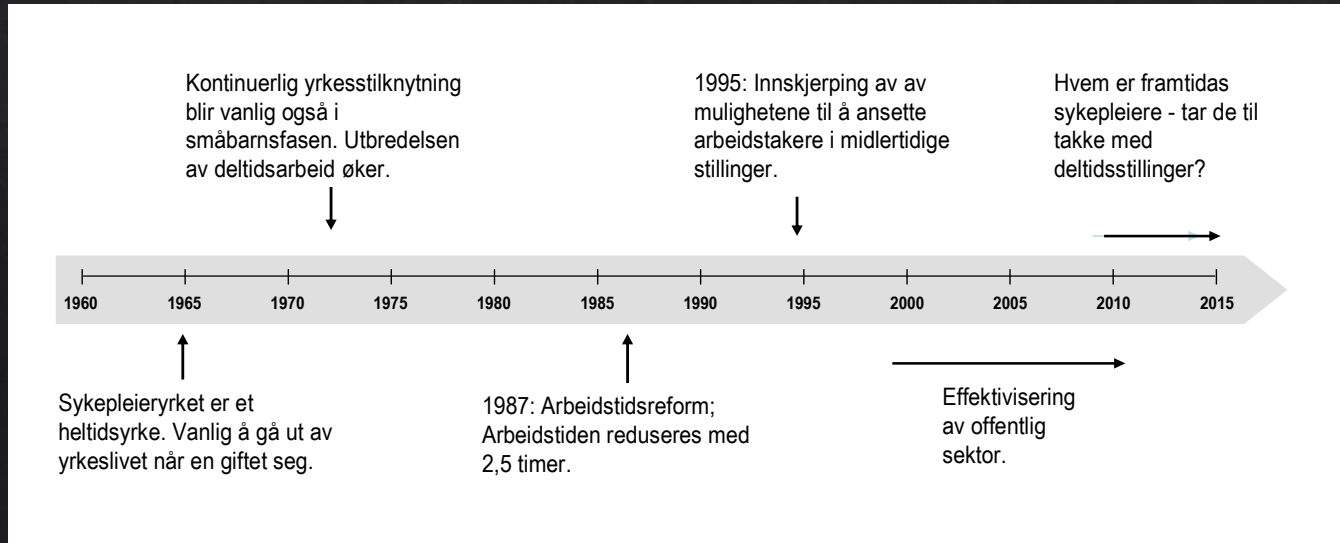 Kontinuerlig yrkesstilknytning
blir vanlig også i
småbarnsfasen. Utbredelsen
av deltidsarbeid øker.
1995: Innskjerping av av
mulighetene til å ansette
arbeidstakere i midlertidige
stillinger.
Hvem er framtidas
sykepleiere - tar de til
takke med
deltidsstillinger?
1960 1965 1970 1975 1980 1985 1990 1995 2000 2005 2010 2015
Sykepleieryrket er et
heltidsyrke. Vanlig å gå ut av
yrkeslivet når en giftet seg.
1987: Arbeidstidsreform;
Arbeidstiden reduseres med
2,5 timer.
Effektivisering
av offentlig
sektor.